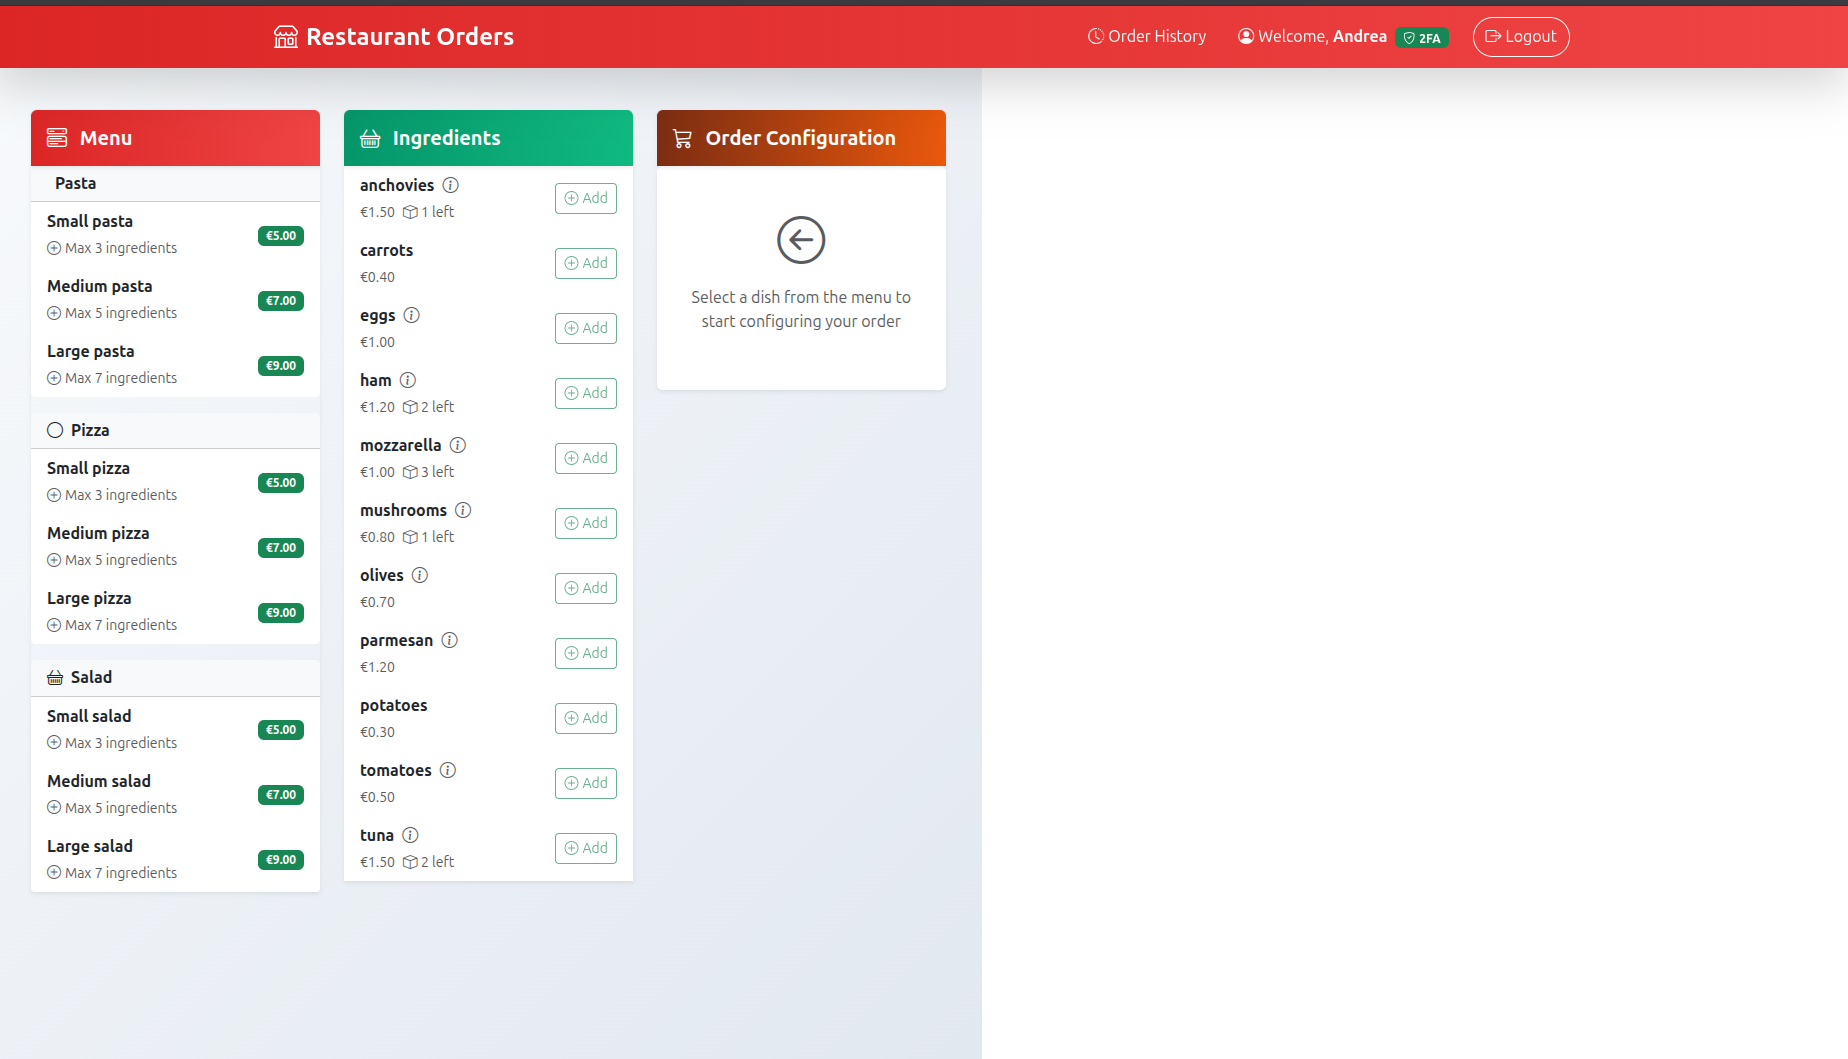 Restaurant Orders
Order History
Welcome, Andrea
2FA
Logout
Menu
Pasta
Small pasta
Max 3 ingredients
€5.00
Medium pasta
Max 5 ingredients
€7.00
Large pasta
Max 7 ingredients
€9.00
Pizza
Small pizza
Max 3 ingredients
€5.00
Medium pizza
Max 5 ingredients
€7.00
Large pizza
Max 7 ingredients
€9.00
Salad
Small salad
Max 3 ingredients
€5.00
Medium salad
Max 5 ingredients
€7.00
Large salad
Max 7 ingredients
€9.00
Ingredients
anchovies
€1.50 1 left
Add
carrots
€0.40
Add
eggs
€1.00
Add
ham
€1.20 2 left
Add
mozzarella
€1.00 3 left
Add
mushrooms
€0.80 1 left
Add
olives
€0.70
Add
parmesan
€1.20
Add
potatoes
€0.30
Add
tomatoes
€0.50
Add
tuna
€1.50 2 left
Add
Order Configuration
Select a dish from the menu to
start configuring your order